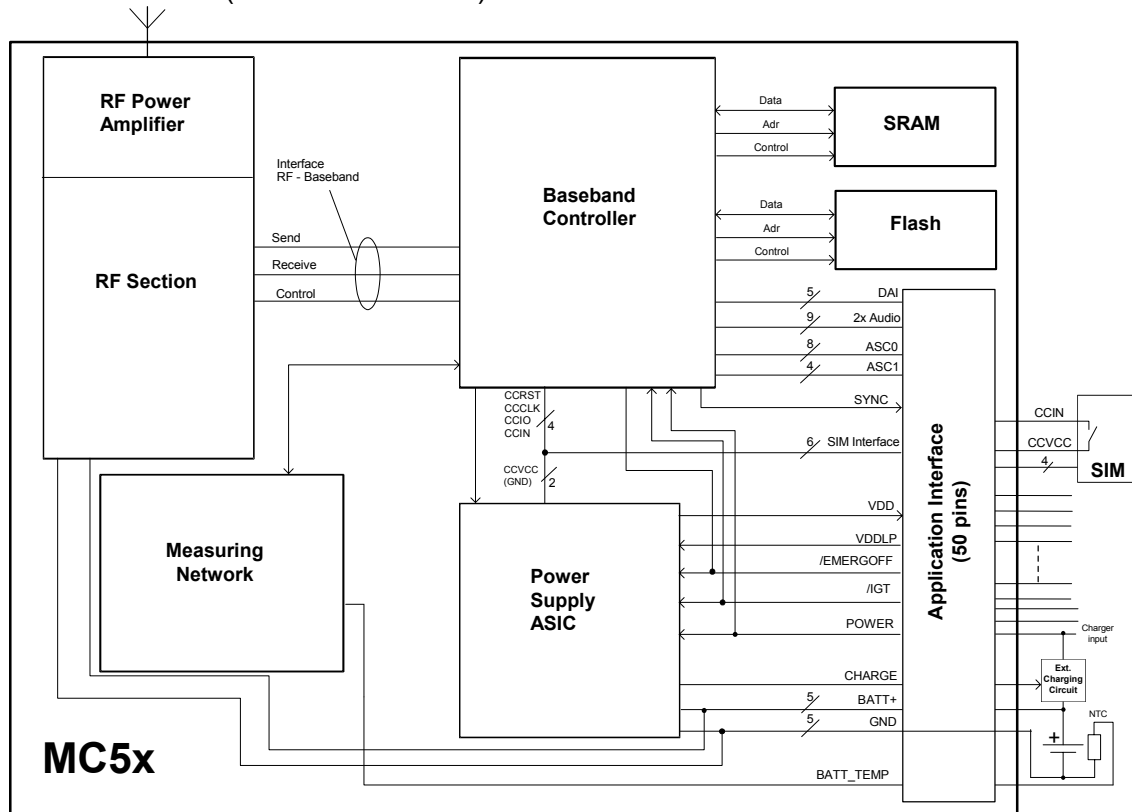 RF Power
Amplifier
RF Section
Interface
RF - Baseband
Send
Receive
Control
Baseband
Controller
Data
Adr
Control
SRAM
Data
Adr
Control
Flash
5
DAI
9
2x Audio
8
ASC0
4
ASC1
SYNC
6
SIM Interface
CCRST
CCCLK
CCIO
CCIN
4
CCVCC
(GND)
2
Measuring
Network
Power
Supply
ASIC
VDD
VDDLP
/EMERGOFF
/IGT
POWER
CHARGE
5
BATT+
5
GND
BATT_TEMP
Application Interface
(50 pins)
CCIN
CCVCC
4
SIM
Charger
input
Ext.
Charging
Circuit
NTC
+
MC5x